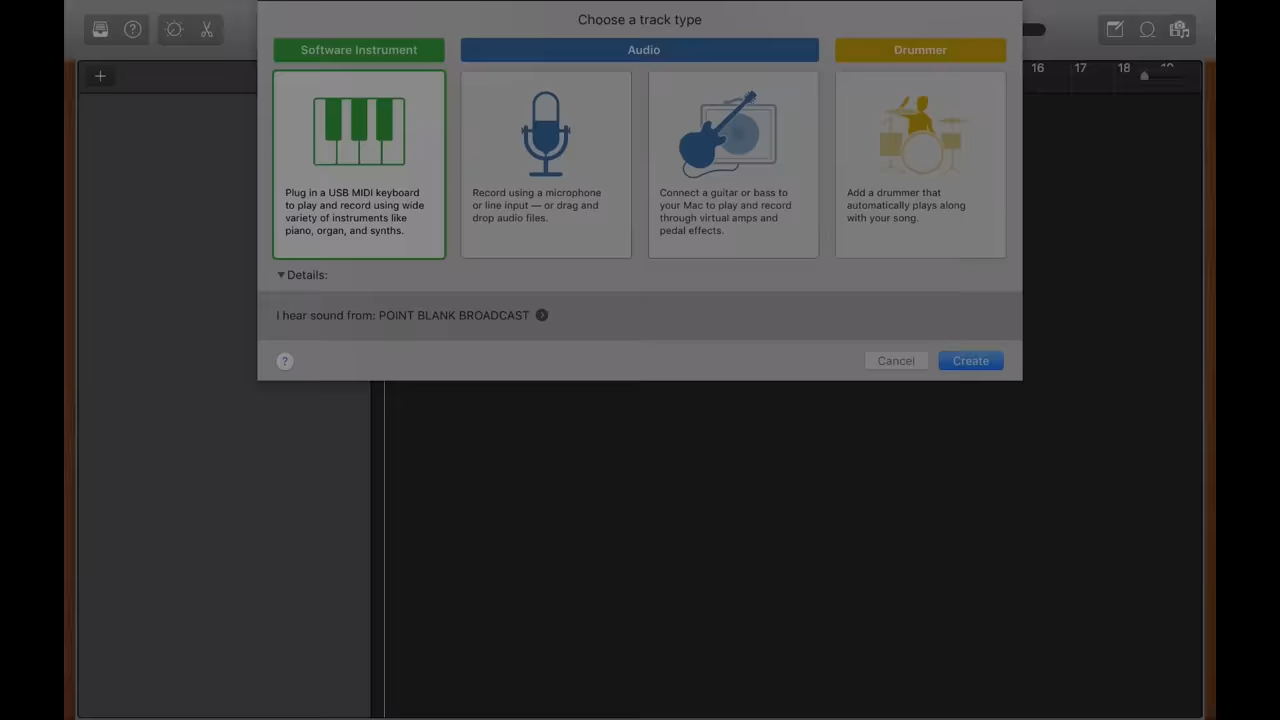 Choose a track type
Software Instrument
Audio
Drummer
16 17 18
Plug in a USB MIDI keyboard
to play and record using wide
variety of instruments like
piano, organ, and synths.
Record using a microphone
or line input — or drag and
drop audio files.
Connect a guitar or bass to
your Mac to play and record
through virtual amps and
pedal effects.
Add a drummer that
automatically plays along
with your song.
Details:
I hear sound from: POINT BLANK BROADCAST
?
Cancel
Create